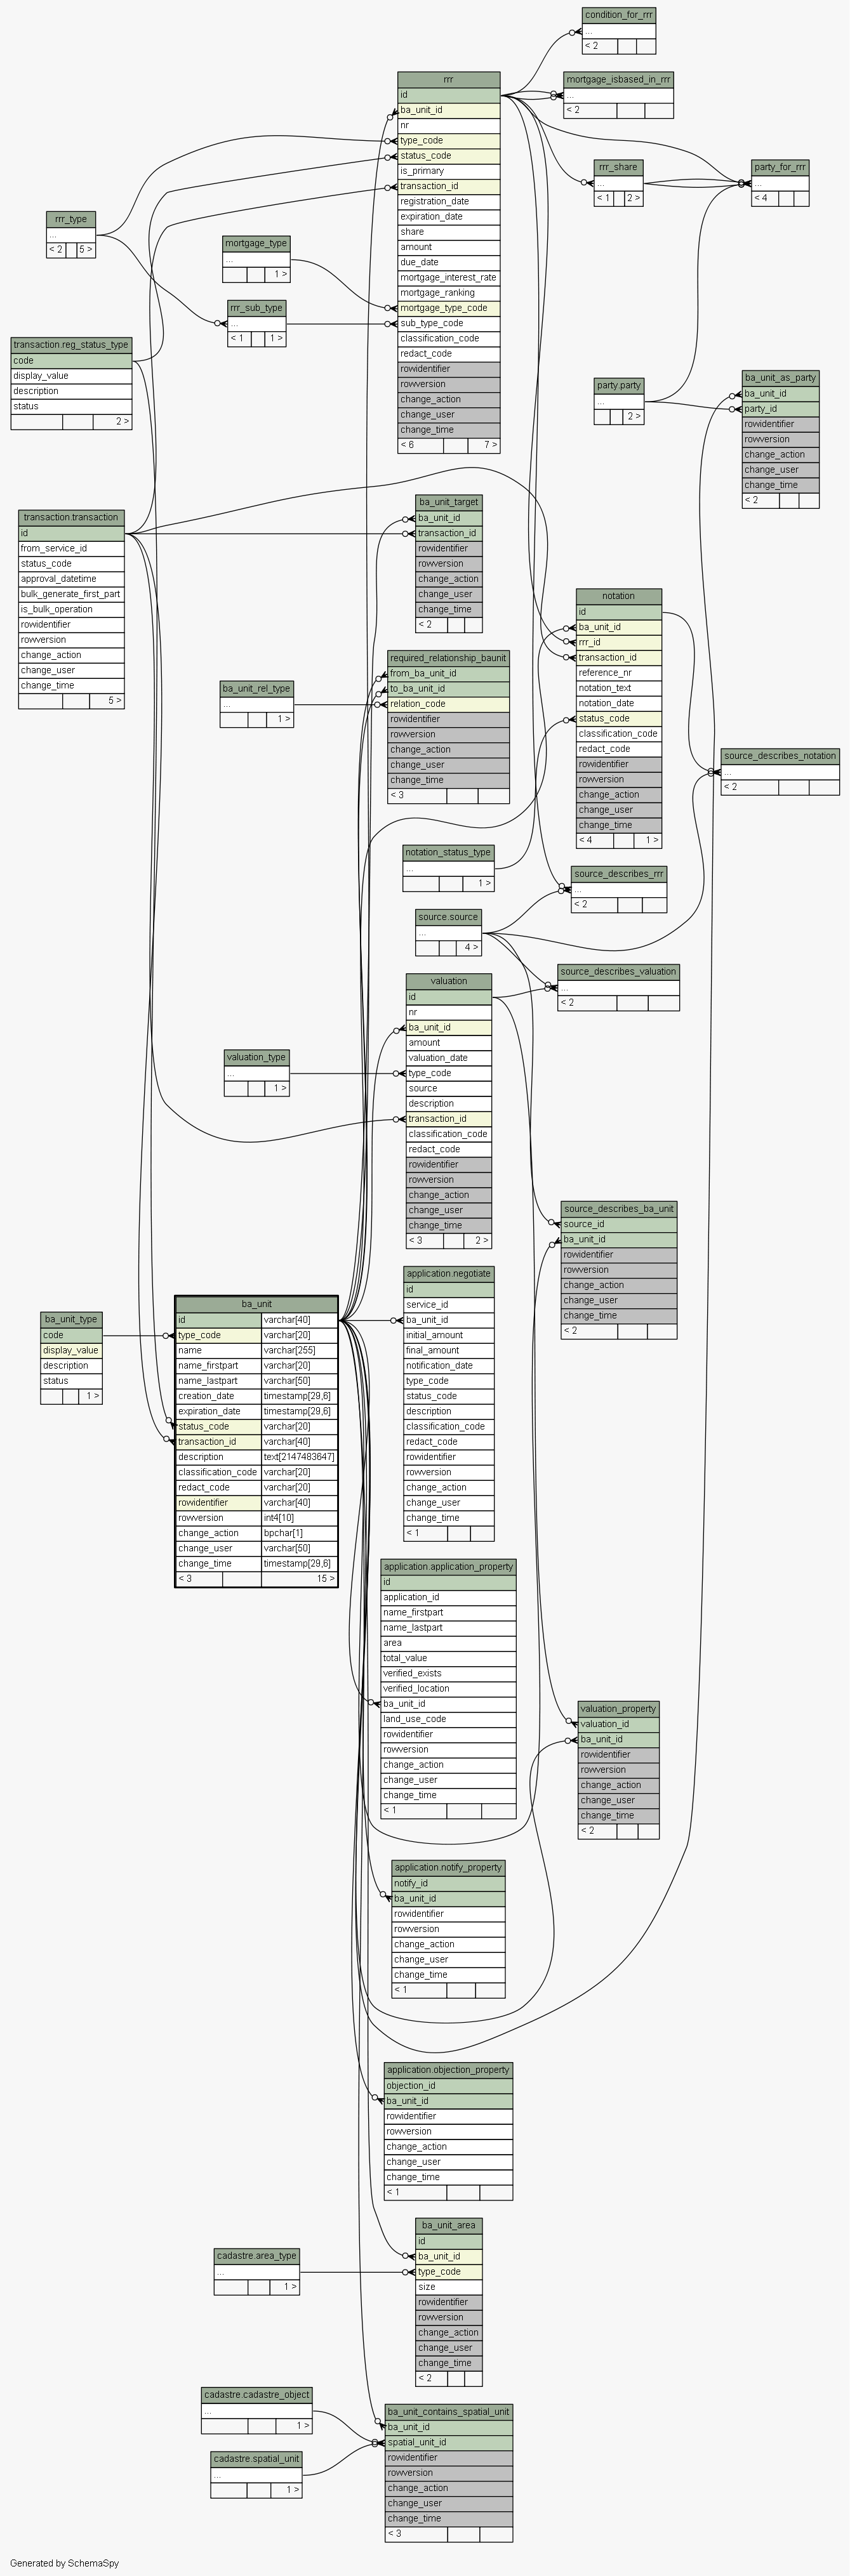 condition_for_rrr
...
< 2
rrr
id
ba_unit_id
nr
type_code
status_code
is_primary
transaction_id
registration_date
expiration_date
share
amount
due_date
mortgage_interest_rate
mortgage_ranking
mortgage_type_code
sub_type_code
classification_code
redact_code
rowidentifier
rowversion
change_action
change_user
change_time
< 6 7 >
mortgage_isbased_in_rrr
...
< 2
rrr_share
...
< 1 2 >
party_for_rrr
...
< 4
rrr_type
...
< 2 5 >
mortgage_type
...
1 >
rrr_sub_type
...
< 1 1 >
transaction.reg_status_type
code
display_value
description
status
2 >
party.party
...
2 >
ba_unit_as_party
ba_unit_id
party_id
rowidentifier
rowversion
change_action
change_user
change_time
< 2
transaction.transaction
id
from_service_id
status_code
approval_datetime
bulk_generate_first_part
is_bulk_operation
rowidentifier
rowversion
change_action
change_user
change_time
5 >
ba_unit_target
ba_unit_id
transaction_id
rowidentifier
rowversion
change_action
change_user
change_time
< 2
notation
id
ba_unit_id
rrr_id
transaction_id
reference_nr
notation_text
notation_date
status_code
classification_code
redact_code
rowidentifier
rowversion
change_action
change_user
change_time
< 4 1 >
required_relationship_baunit
from_ba_unit_id
to_ba_unit_id
relation_code
rowidentifier
rowversion
change_action
change_user
change_time
< 3
ba_unit_rel_type
...
1 >
source_describes_notation
...
< 2
notation_status_type
...
1 >
source_describes_rrr
...
< 2
source.source
...
4 >
source_describes_valuation
...
< 2
valuation
id
nr
ba_unit_id
amount
valuation_date
type_code
source
description
transaction_id
classification_code
redact_code
rowidentifier
rowversion
change_action
change_user
change_time
< 3 2 >
valuation_type
...
1 >
source_describes_ba_unit
source_id
ba_unit_id
rowidentifier
rowversion
change_action
change_user
change_time
< 2
application.negotiate
id
service_id
ba_unit_id
initial_amount
final_amount
notification_date
type_code
status_code
description
classification_code
redact_code
rowidentifier
rowversion
change_action
change_user
change_time
< 1
ba_unit_type
code
display_value
description
status
1 >
ba_unit
id varchar[40]
type_code varchar[20]
name varchar[255]
name_firstpart varchar[20]
name_lastpart varchar[50]
creation_date timestamp[29,6]
expiration_date timestamp[29,6]
status_code varchar[20]
transaction_id varchar[40]
description text[2147483647]
classification_code varchar[20]
redact_code varchar[20]
rowidentifier varchar[40]
rowversion int4[10]
change_action bpchar[1]
change_user varchar[50]
change_time timestamp[29,6]
< 3 15 >
application.application_property
id
application_id
name_firstpart
name_lastpart
area
total_value
verified_exists
verified_location
ba_unit_id
land_use_code
rowidentifier
rowversion
change_action
change_user
change_time
< 1
valuation_property
valuation_id
ba_unit_id
rowidentifier
rowversion
change_action
change_user
change_time
< 2
application.notify_property
notify_id
ba_unit_id
rowidentifier
rowversion
change_action
change_user
change_time
< 1
application.objection_property
objection_id
ba_unit_id
rowidentifier
rowversion
change_action
change_user
change_time
< 1
ba_unit_area
id
ba_unit_id
type_code
size
rowidentifier
rowversion
change_action
change_user
change_time
< 2
cadastre.area_type
...
1 >
cadastre.cadastre_object
...
1 >
ba_unit_contains_spatial_unit
ba_unit_id
spatial_unit_id
rowidentifier
rowversion
change_action
change_user
change_time
< 3
cadastre.spatial_unit
...
1 >
Generated by SchemaSpy